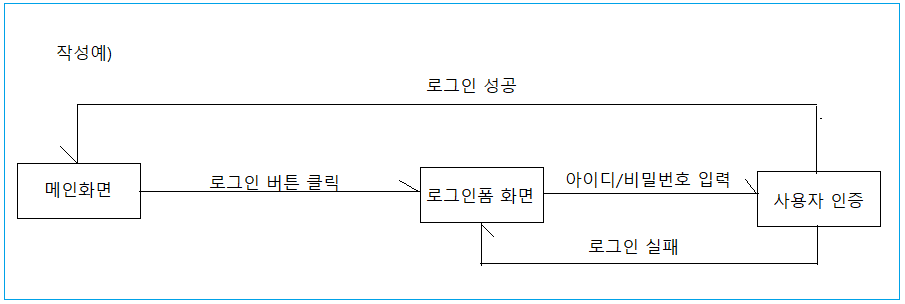 작성예)
로그인 성공
메인화면
로그인 버튼 클릭
로그인폼 화면
아이디/비밀번호 입력
사용자 인증
로그인 실패